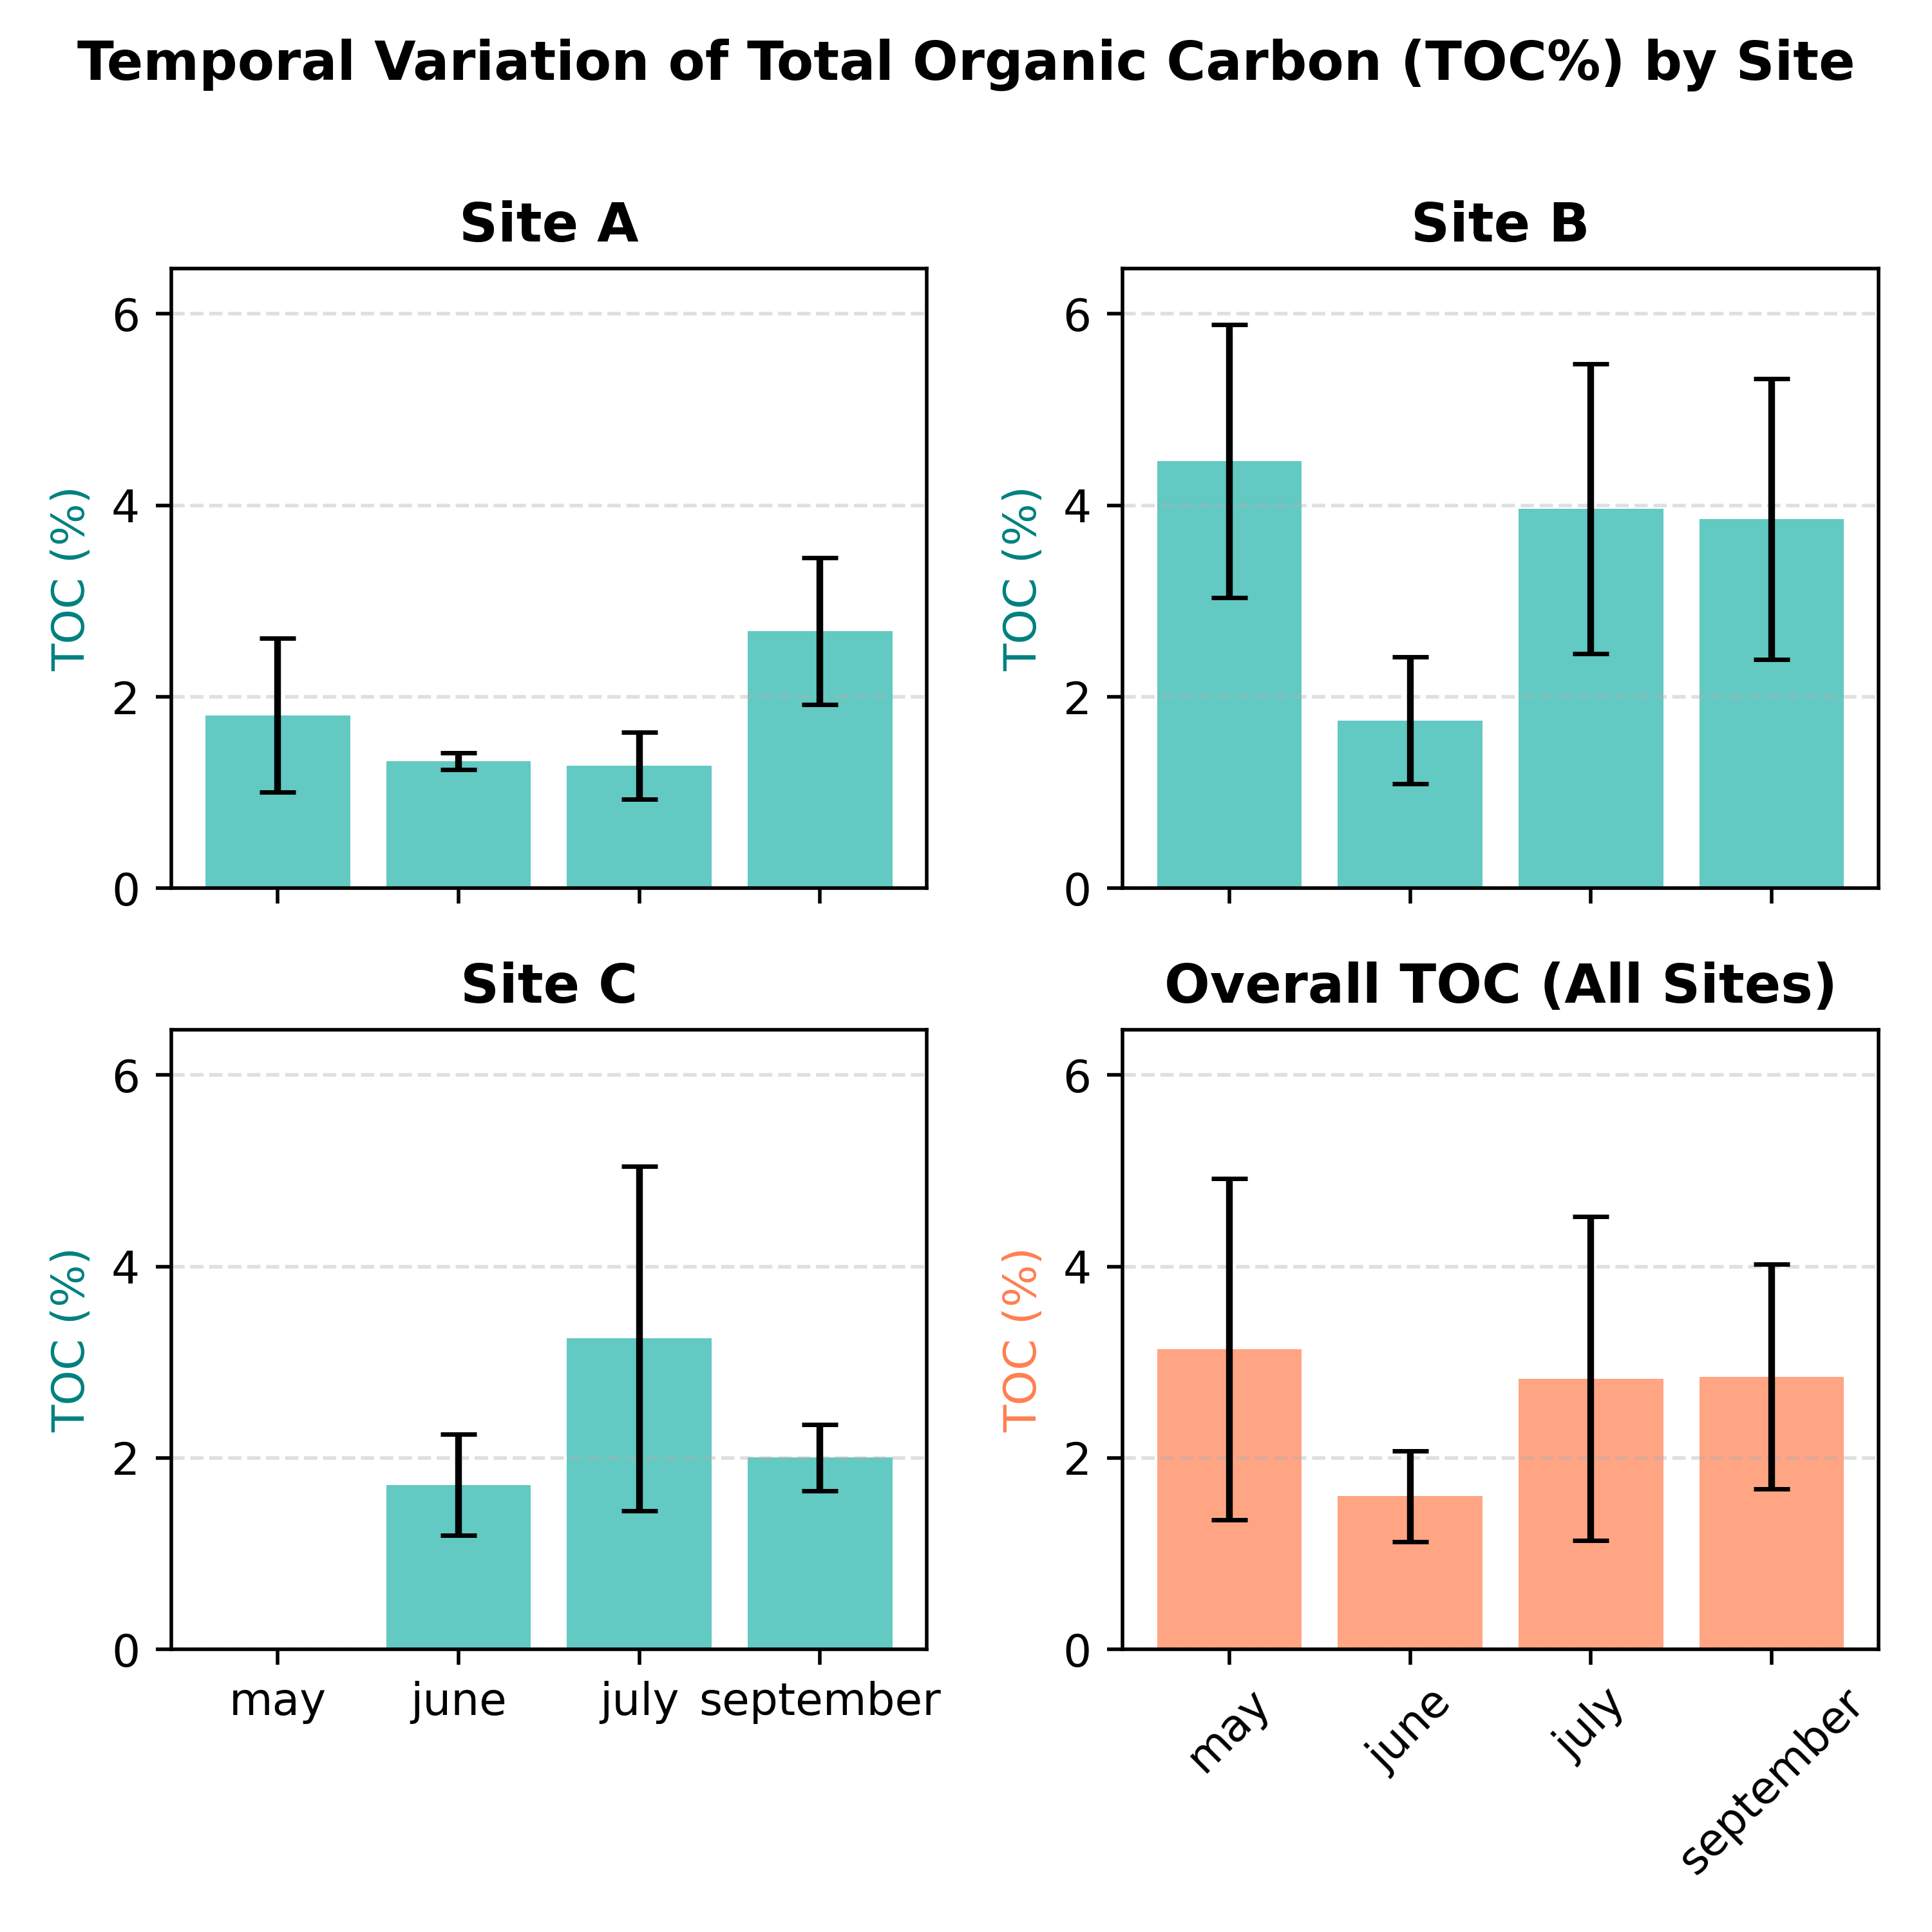 Temporal Variation of Total Organic Carbon (TOC%) by Site
Site A
TOC (%)
6
4
2
0
Site B
TOC (%)
6
4
2
0
Site C
TOC (%)
6
4
2
0
may june july september
Overall TOC (All Sites)
TOC (%)
6
4
2
0
may june july september